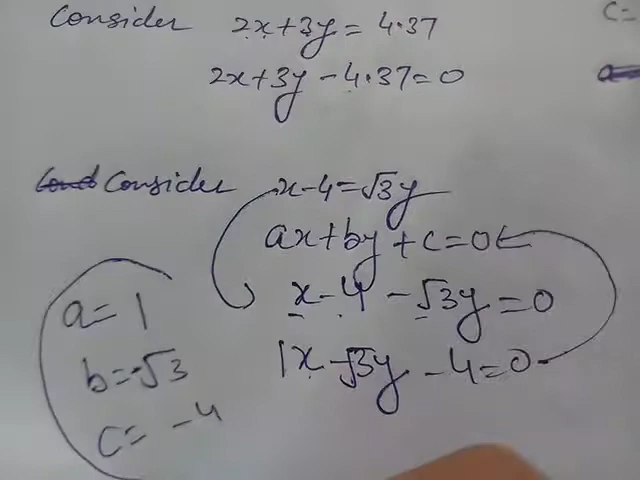 Consider 2x+3y = 4.37
C=
2x+3y - 4.37=0
Consider x-4=√3y
ax+by+c=0
x-4-√3y=0
a=1
1x-√3y-4=0
b=-√3
c=-4